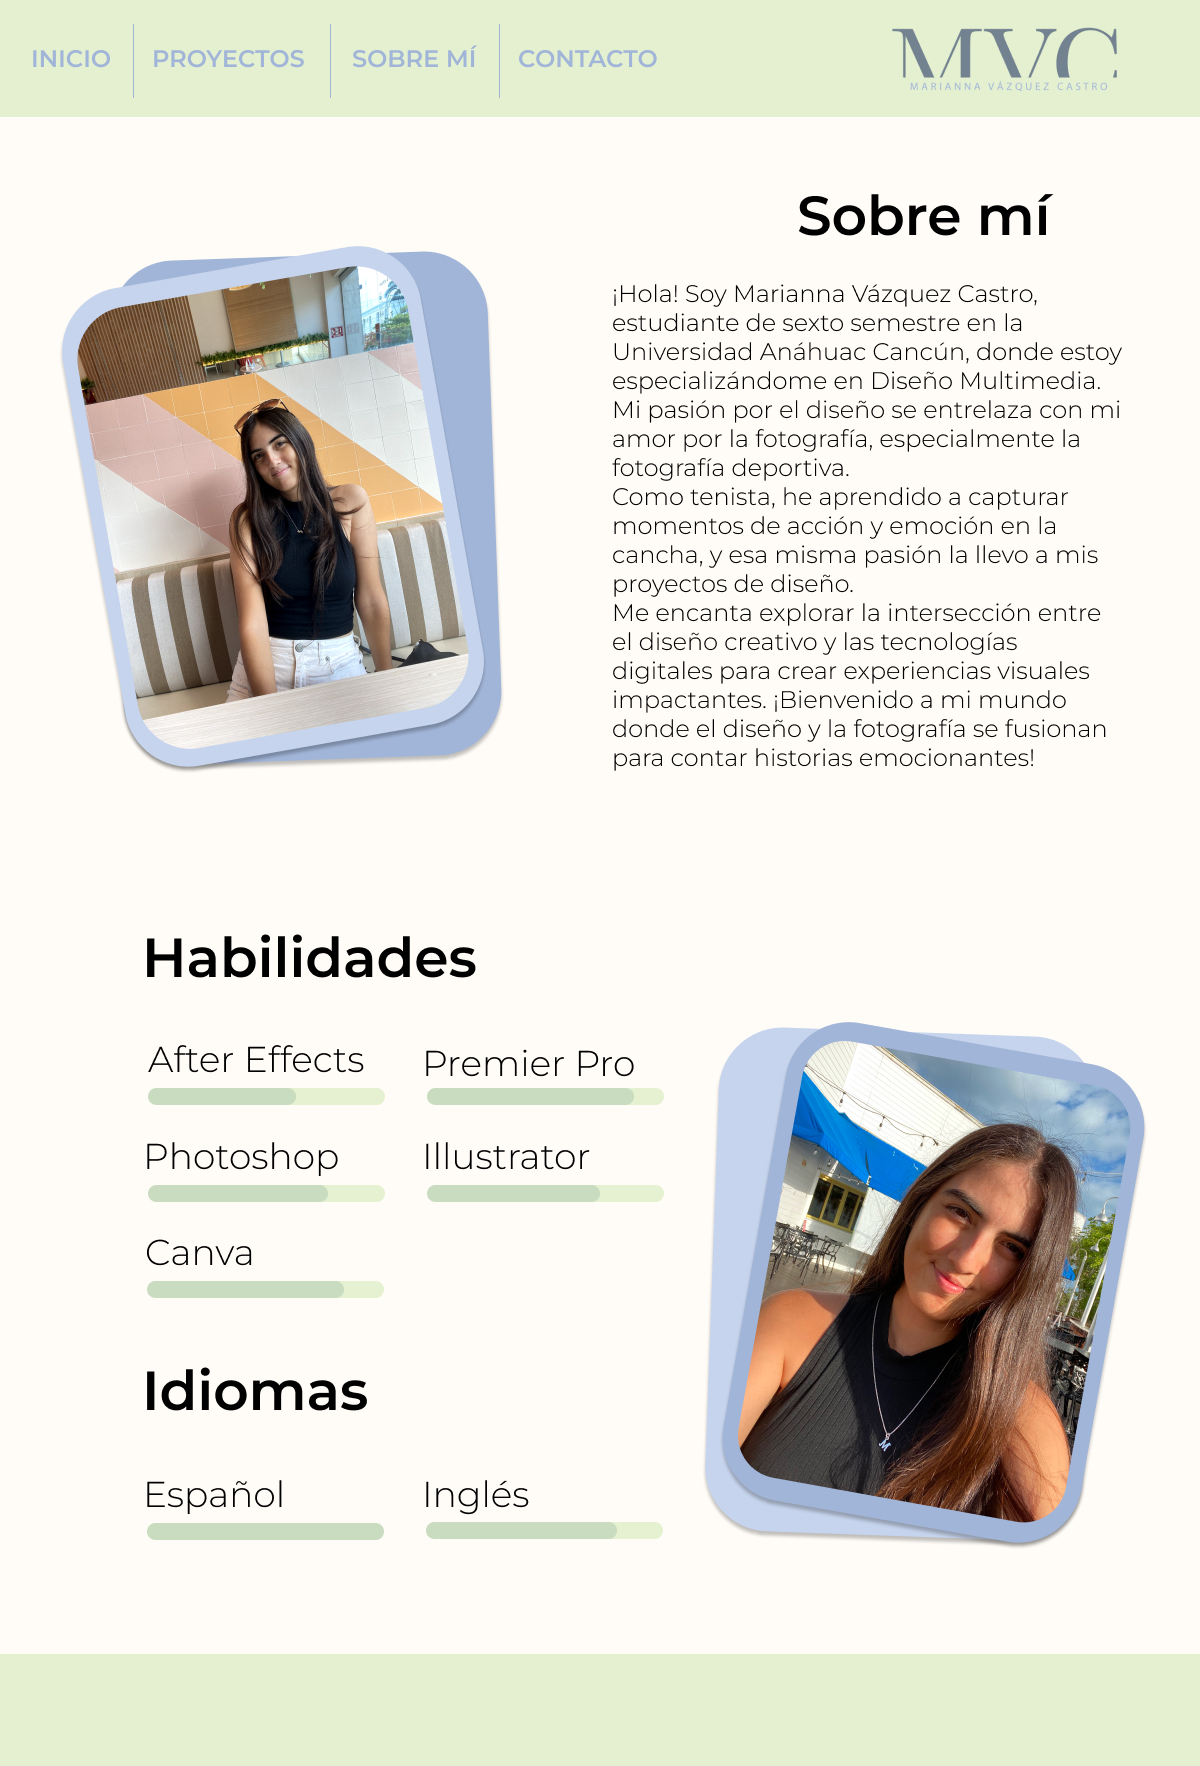 INICIO
PROYECTOS
SOBRE MÍ
CONTACTO
MVC
MARIANNA VÁZQUEZ CASTRO
Sobre mí
¡Hola! Soy Marianna Vázquez Castro,
estudiante de sexto semestre en la
Universidad Anáhuac Cancún, donde estoy
especializándome en Diseño Multimedia.
Mi pasión por el diseño se entrelaza con mi
amor por la fotografía, especialmente la
fotografía deportiva.
Como tenista, he aprendido a capturar
momentos de acción y emoción en la
cancha, y esa misma pasión la llevo a mis
proyectos de diseño.
Me encanta explorar la intersección entre
el diseño creativo y las tecnologías
digitales para crear experiencias visuales
impactantes. ¡Bienvenido a mi mundo
donde el diseño y la fotografía se fusionan
para contar historias emocionantes!
Habilidades
After Effects
Premier Pro
Photoshop
Illustrator
Canva
Idiomas
Español
Inglés
M